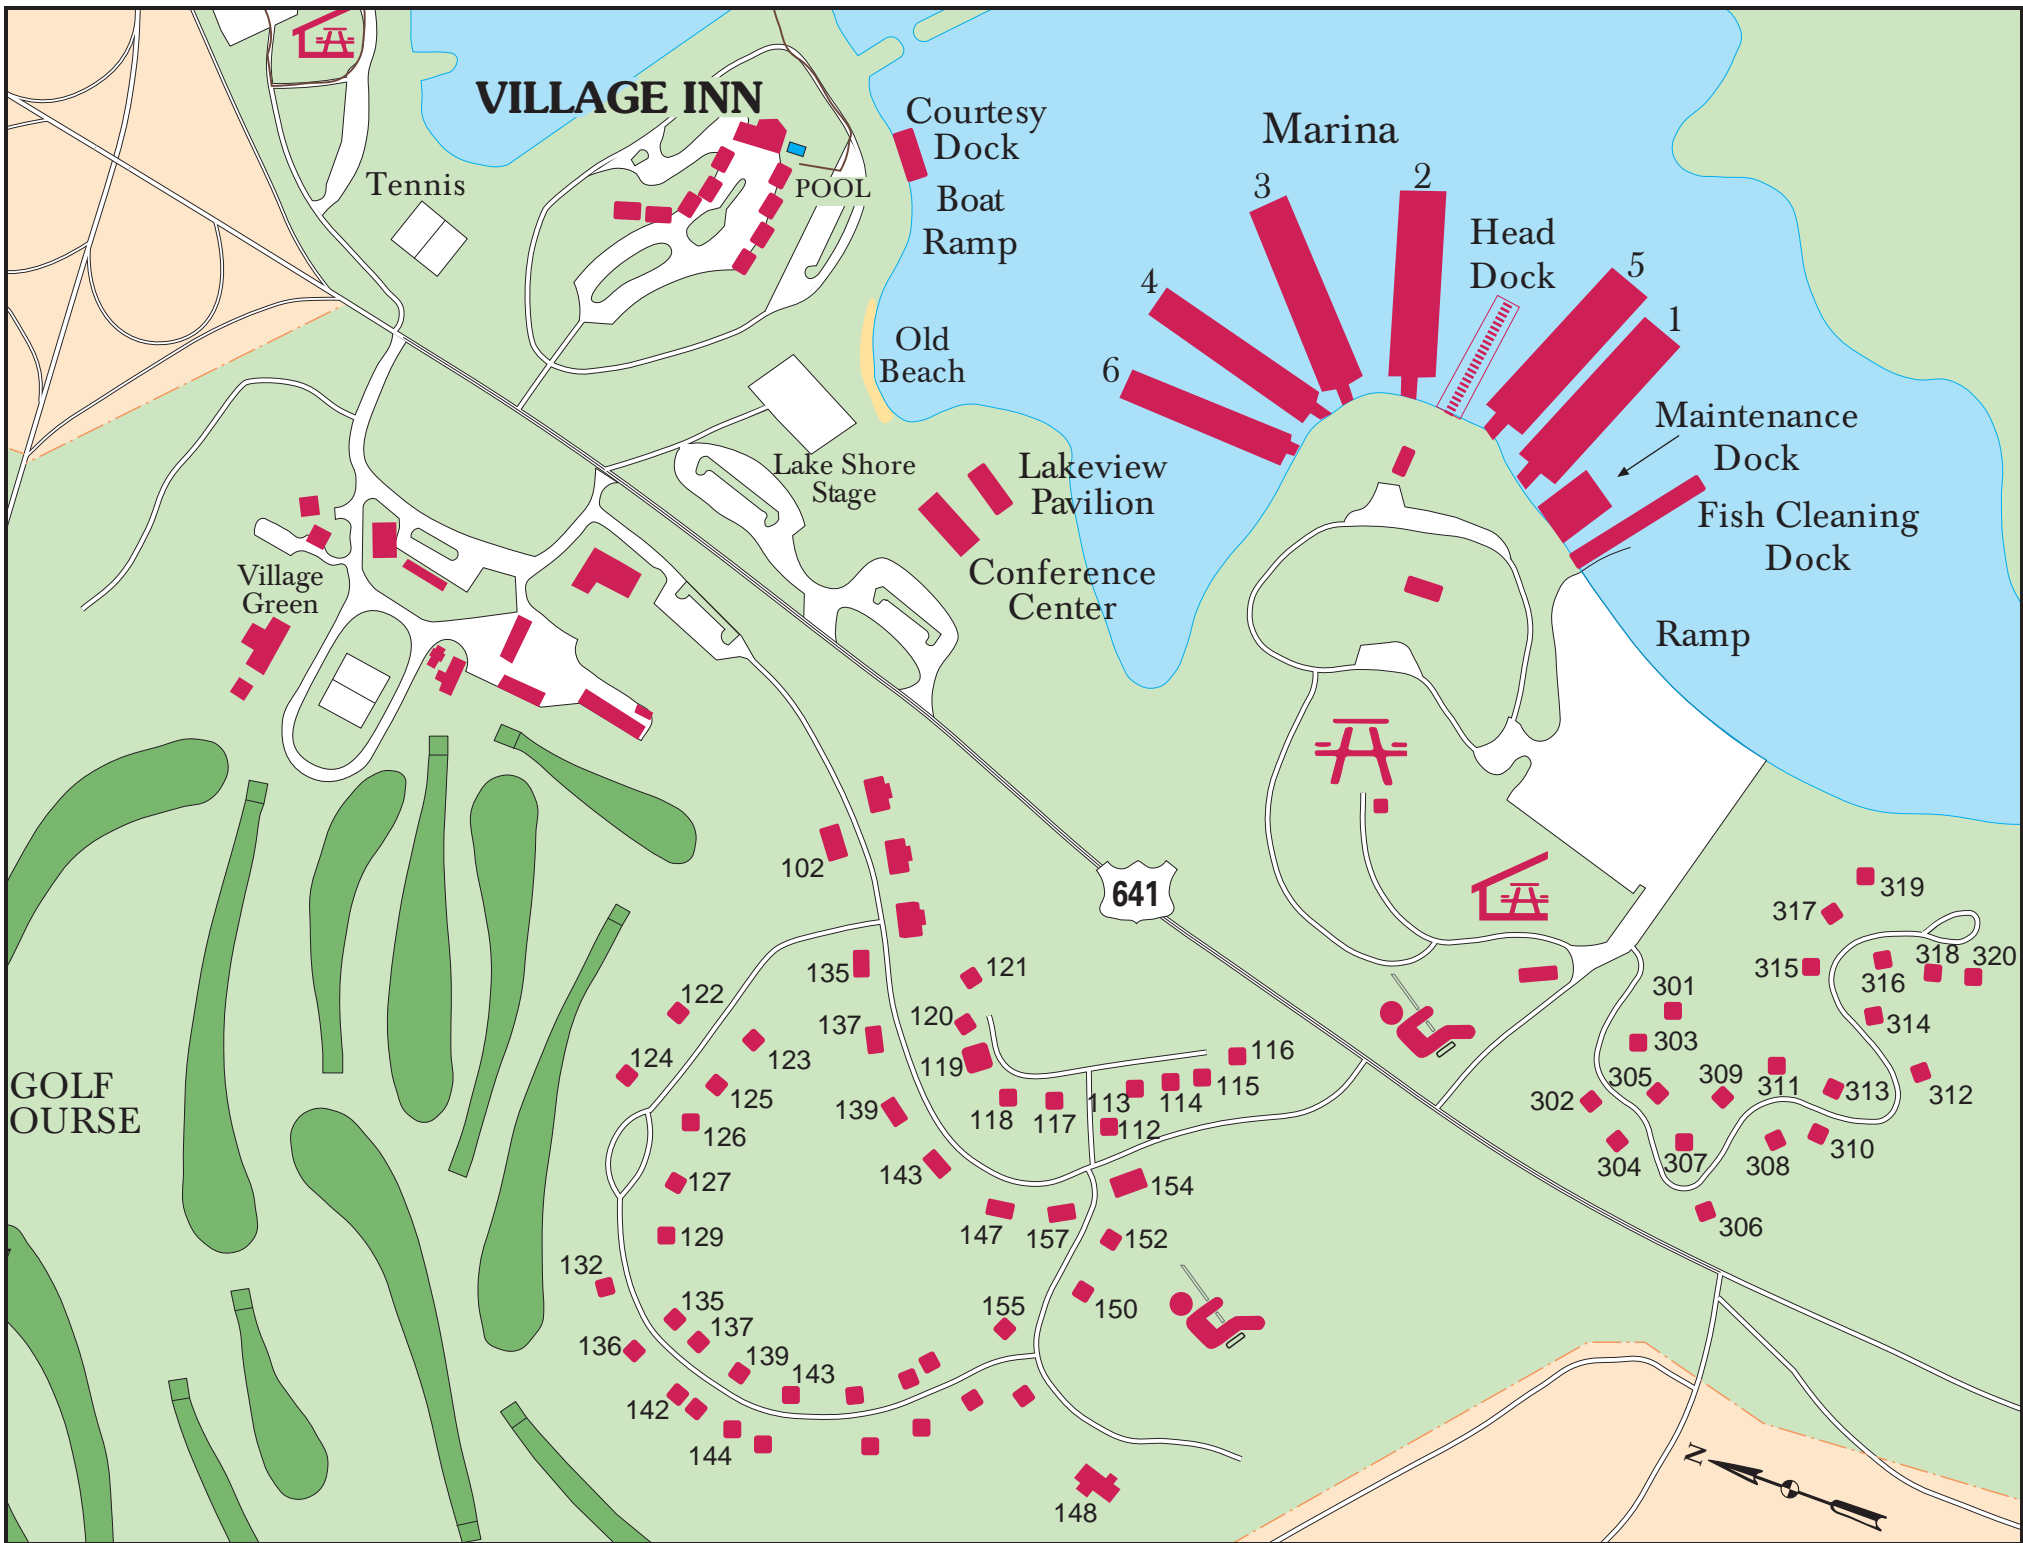 VILLAGE INN
Courtesy
Dock
Marina
Tennis
POOL
Boat
Ramp
3
2
Head
Dock
5
4
1
Old
Beach
6
Maintenance
Dock
Lake Shore
Stage
Lakeview
Pavilion
Fish Cleaning
Dock
Village
Green
Conference
Center
Ramp
102
641
319
317
135
121
315
316
318
320
122
120
137
301
314
123
119
303
124
116
125
139
118
117
113
114
115
302
305
309
311
313
312
GOLF
OURSE
126
112
127
143
154
304
307
308
310
129
147
157
152
306
132
135
155
150
137
136
139
143
142
144
148
N